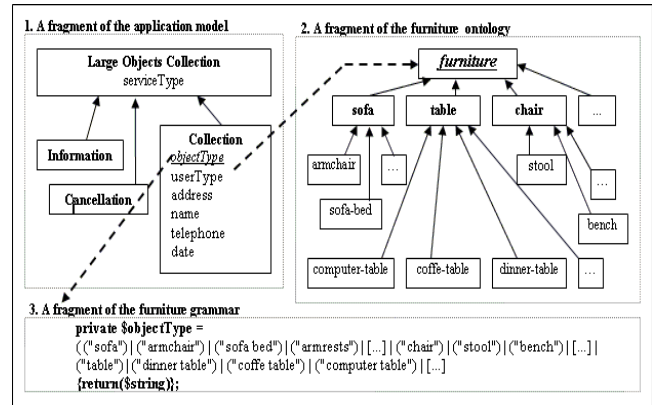 1. A fragment of the application model
Large Objects Collection
serviceType
Information
Cancellation
Collection
objectType
userType
address
name
telephone
date
2. A fragment of the furniture ontology
furniture
sofa
table
chair
...
armchair
...
sofa-bed
stool
...
bench
computer-table
coffe-table
dinner-table
...
3. A fragment of the furniture grammar
private $objectType =
(("sofa")|("armchair")|("sofa bed")|("armrests")|[...]|("chair")|("stool")|("bench")|[...]|
("table")|("dinner table")|("coffe table")|("computer table")|[...]
{return($string)};